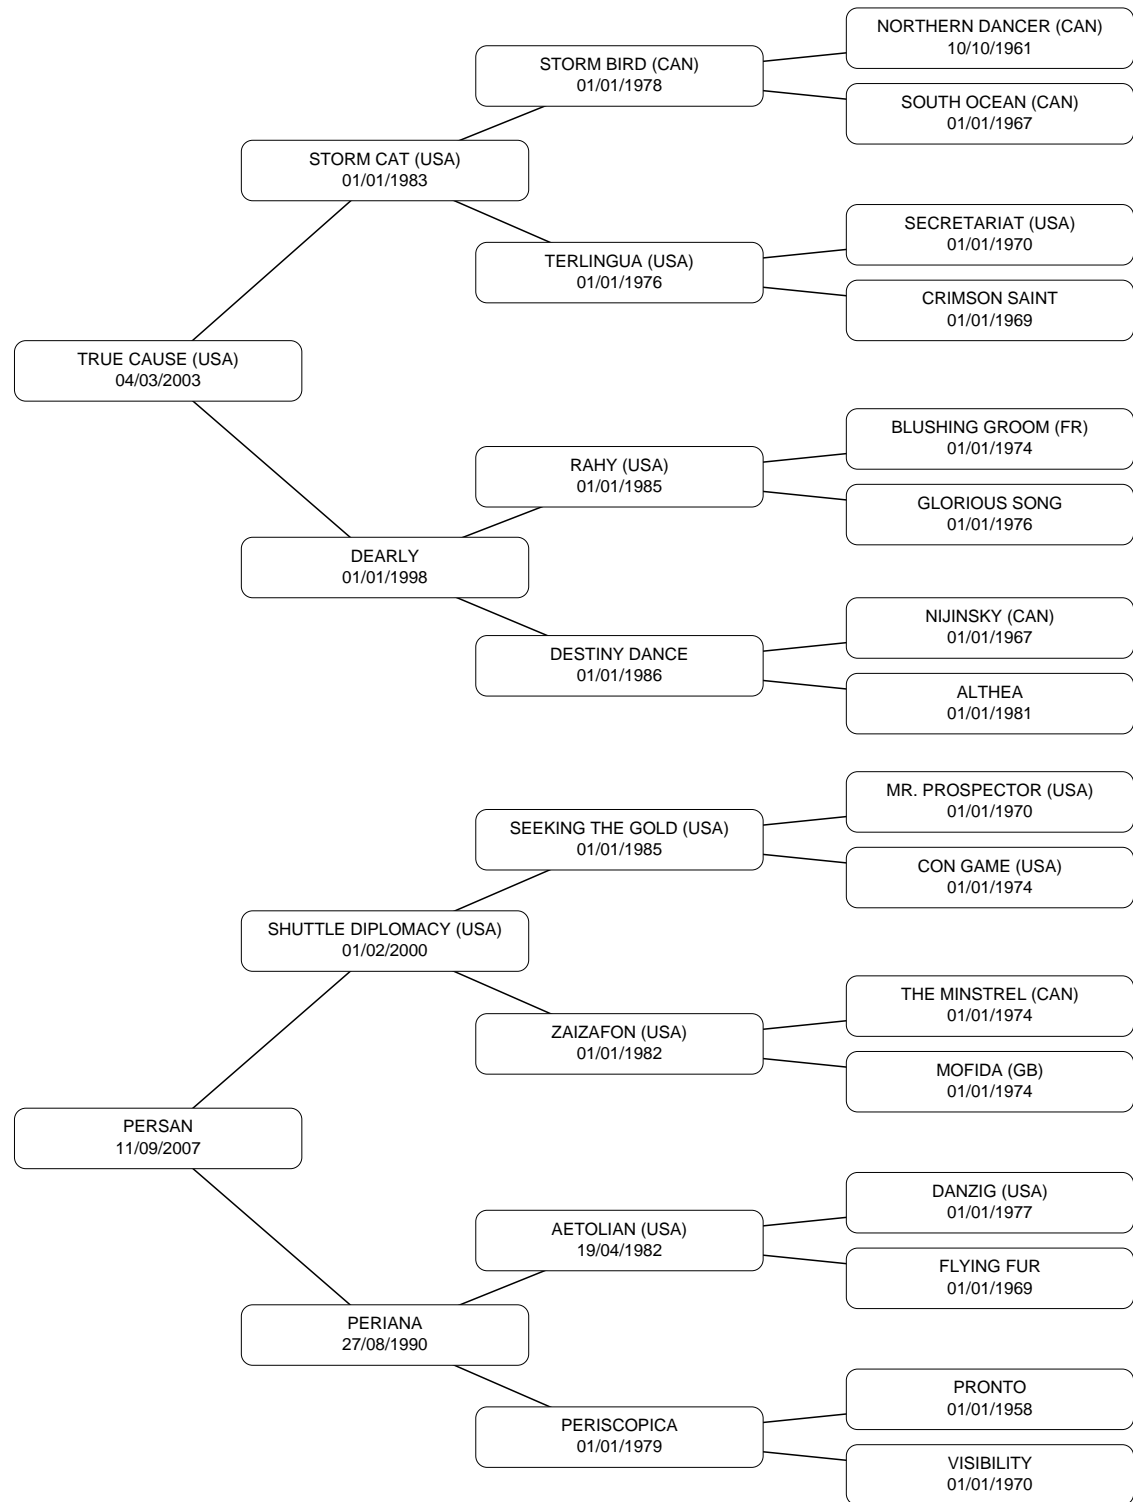 NORTHERN DANCER (CAN)
10/10/1961
STORM BIRD (CAN)
01/01/1978
SOUTH OCEAN (CAN)
01/01/1967
STORM CAT (USA)
01/01/1983
SECRETARIAT (USA)
01/01/1970
TERLINGUA (USA)
01/01/1976
CRIMSON SAINT
01/01/1969
TRUE CAUSE (USA)
04/03/2003
BLUSHING GROOM (FR)
01/01/1974
RAHY (USA)
01/01/1985
GLORIOUS SONG
01/01/1976
DEARLY
01/01/1998
NIJINSKY (CAN)
01/01/1967
DESTINY DANCE
01/01/1986
ALTHEA
01/01/1981
MR. PROSPECTOR (USA)
01/01/1970
SEEKING THE GOLD (USA)
01/01/1985
CON GAME (USA)
01/01/1974
SHUTTLE DIPLOMACY (USA)
01/02/2000
THE MINSTREL (CAN)
01/01/1974
ZAIZAFON (USA)
01/01/1982
MOFIDA (GB)
01/01/1974
PERSAN
11/09/2007
DANZIG (USA)
01/01/1977
AETOLIAN (USA)
19/04/1982
FLYING FUR
01/01/1969
PERIANA
27/08/1990
PRONTO
01/01/1958
PERISCOPICA
01/01/1979
VISIBILITY
01/01/1970